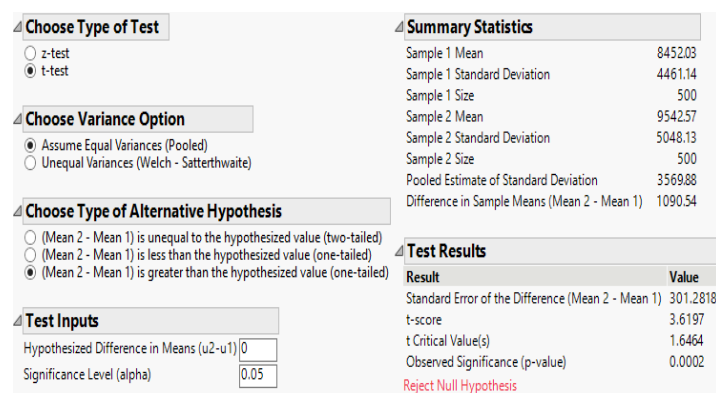 Choose Type of Test
z-test
t-test
Choose Variance Option
Assume Equal Variances (Pooled)
Unequal Variances (Welch - Satterthwaite)
Choose Type of Alternative Hypothesis
(Mean 2 - Mean 1) is unequal to the hypothesized value (two-tailed)
(Mean 2 - Mean 1) is less than the hypothesized value (one-tailed)
(Mean 2 - Mean 1) is greater than the hypothesized value (one-tailed)
Test Inputs
Hypothesized Difference in Means (u2-u1) 0
Significance Level (alpha) 0.05
Summary Statistics
Sample 1 Mean 8452.03
Sample 1 Standard Deviation 4461.14
Sample 1 Size 500
Sample 2 Mean 9542.57
Sample 2 Standard Deviation 5048.13
Sample 2 Size 500
Pooled Estimate of Standard Deviation 3569.88
Difference in Sample Means (Mean 2 - Mean 1) 1090.54
Test Results
Result Value
Standard Error of the Difference (Mean 2 - Mean 1) 301.2818
t-score 3.6197
t Critical Value(s) 1.6464
Observed Significance (p-value) 0.0002
Reject Null Hypothesis